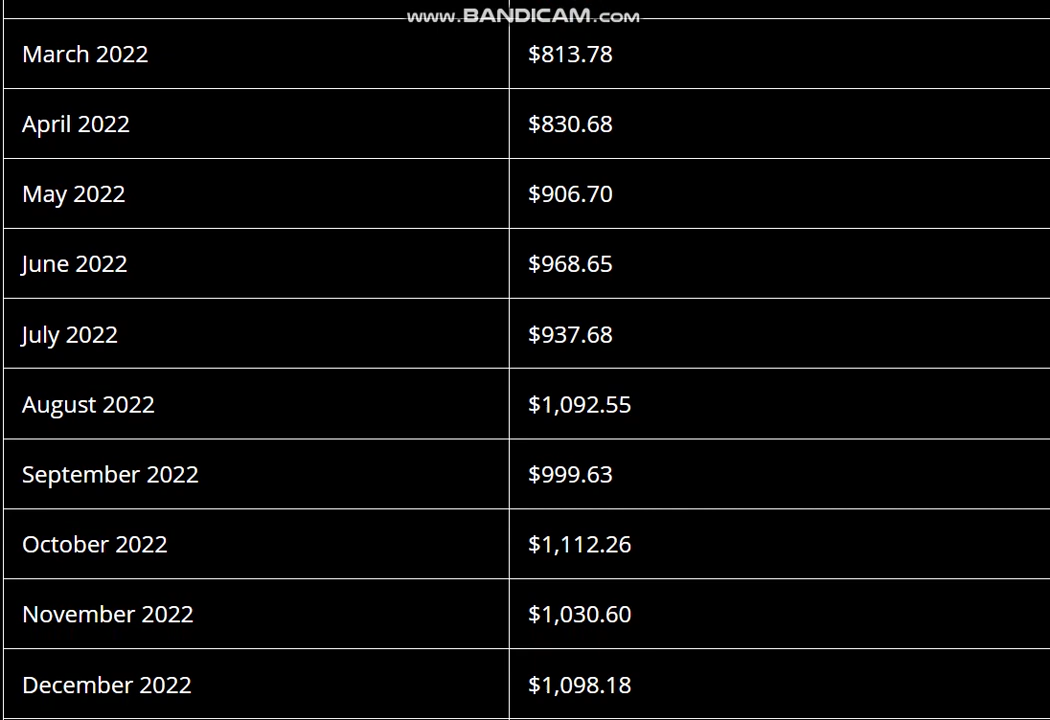 www.BANDICAM.com
March 2022 $813.78
April 2022 $830.68
May 2022 $906.70
June 2022 $968.65
July 2022 $937.68
August 2022 $1,092.55
September 2022 $999.63
October 2022 $1,112.26
November 2022 $1,030.60
December 2022 $1,098.18